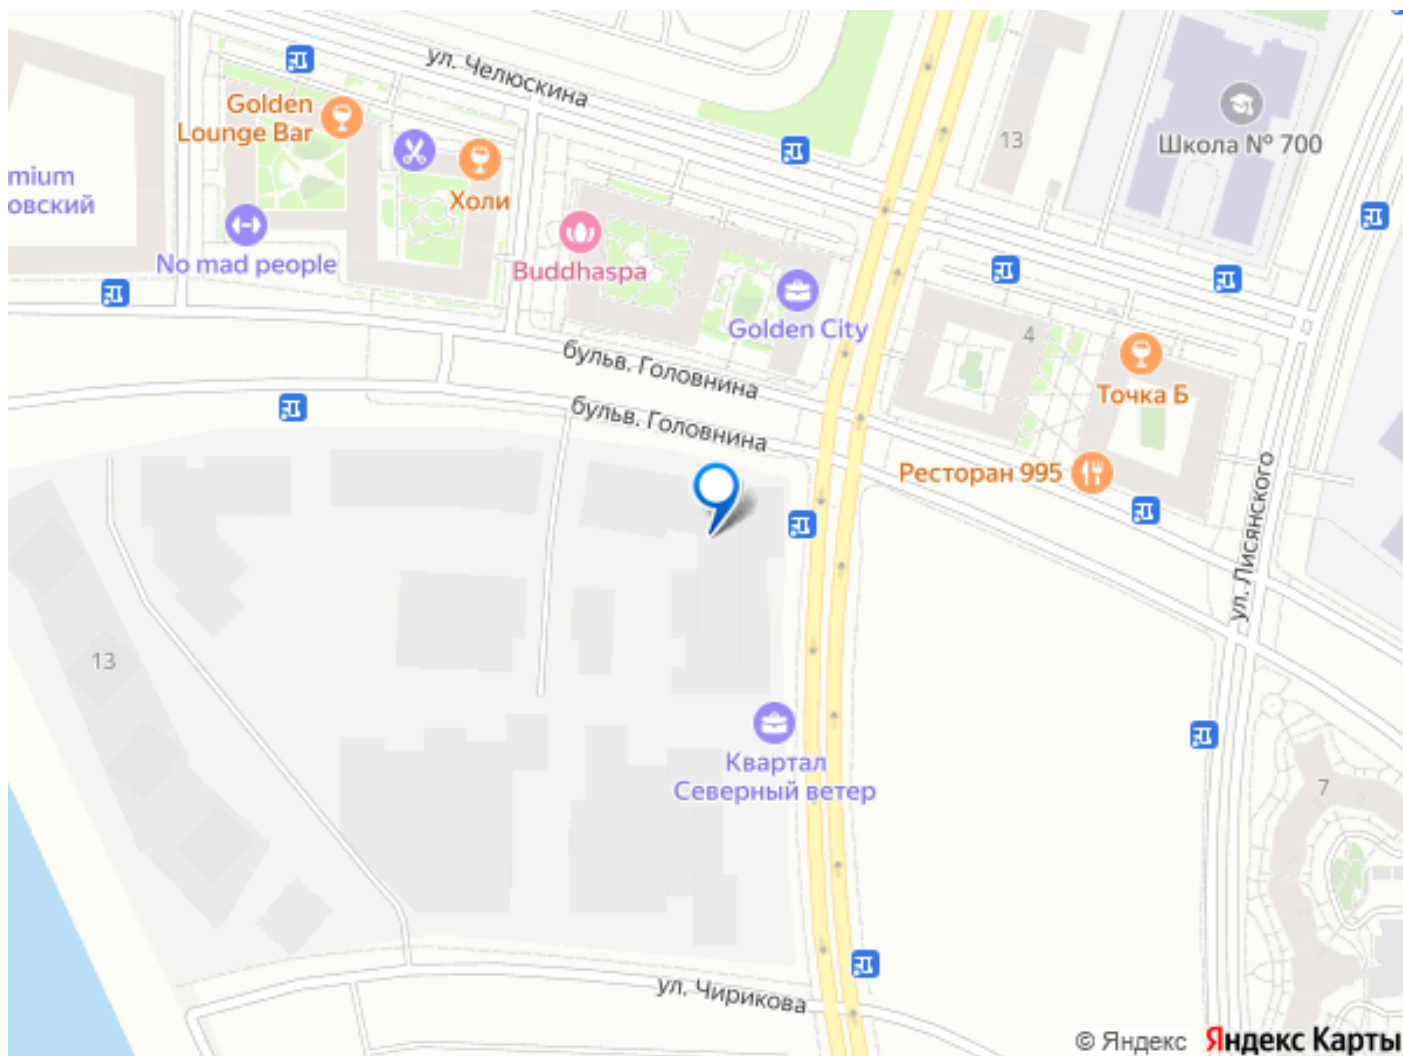 ул. Челюскина
Golden
Lounge Bar
Холи
13
Школа № 700
mium
овский
No mad people
Buddhaspa
Golden City
4
Точка Б
бульв. Головнина
бульв. Головнина
Ресторан 995
ул. Лисянского
13
Квартал
Северный ветер
7
ул. Чирикова
© Яндекс Яндекс Карты